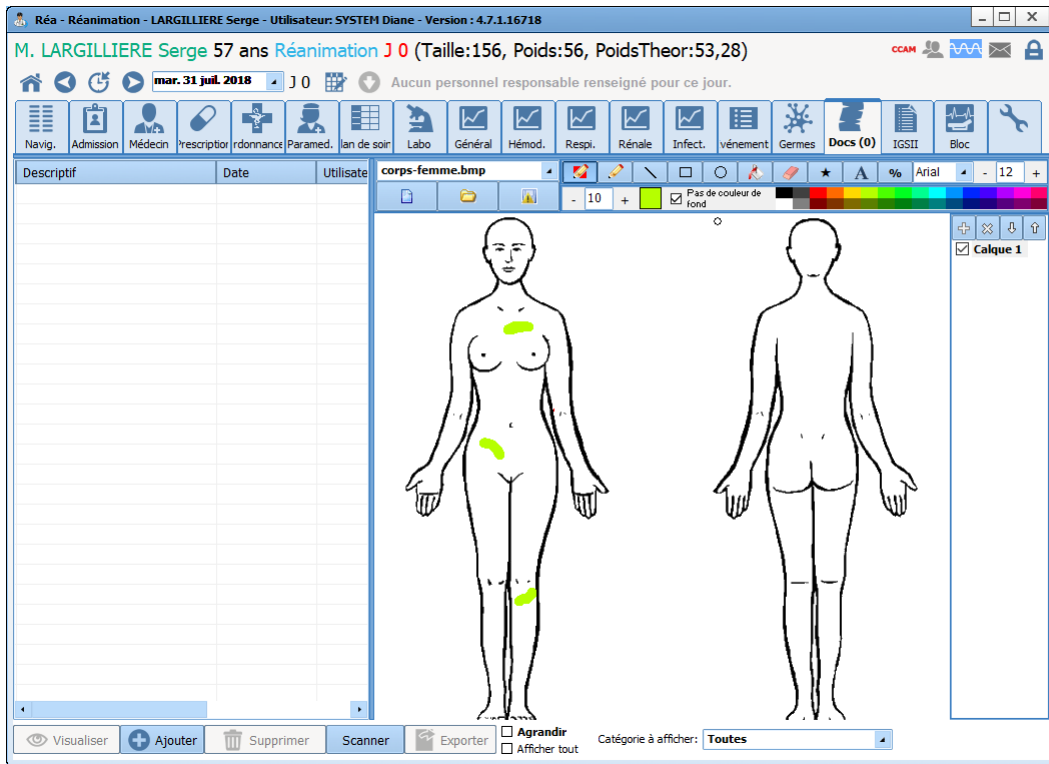 Réa - Réanimation - LARGILLIERE Serge - Utilisateur: SYSTEM Diane - Version : 4.7.1.16718
M. LARGILLIERE Serge 57 ans Réanimation J 0 (Taille:156, Poids:56, PoidsTheor:53,28)
CCAM
mar. 31 juil. 2018 J 0 Aucun personnel responsable renseigné pour ce jour.
Navig. Admission Médecin Prescription rdonnance Paramed. lan de soin Labo Général Hémod. Respi. Rénale Infect. vénement Germes Docs (0) IGSII Bloc
Descriptif Date Utilisate
corps-femme.bmp A % Arial - 12 +
- 10 + Pas de couleur de fond
Calque 1
Visualiser Ajouter Supprimer Scanner Exporter
Agrandir
Afficher tout
Catégorie à afficher: Toutes